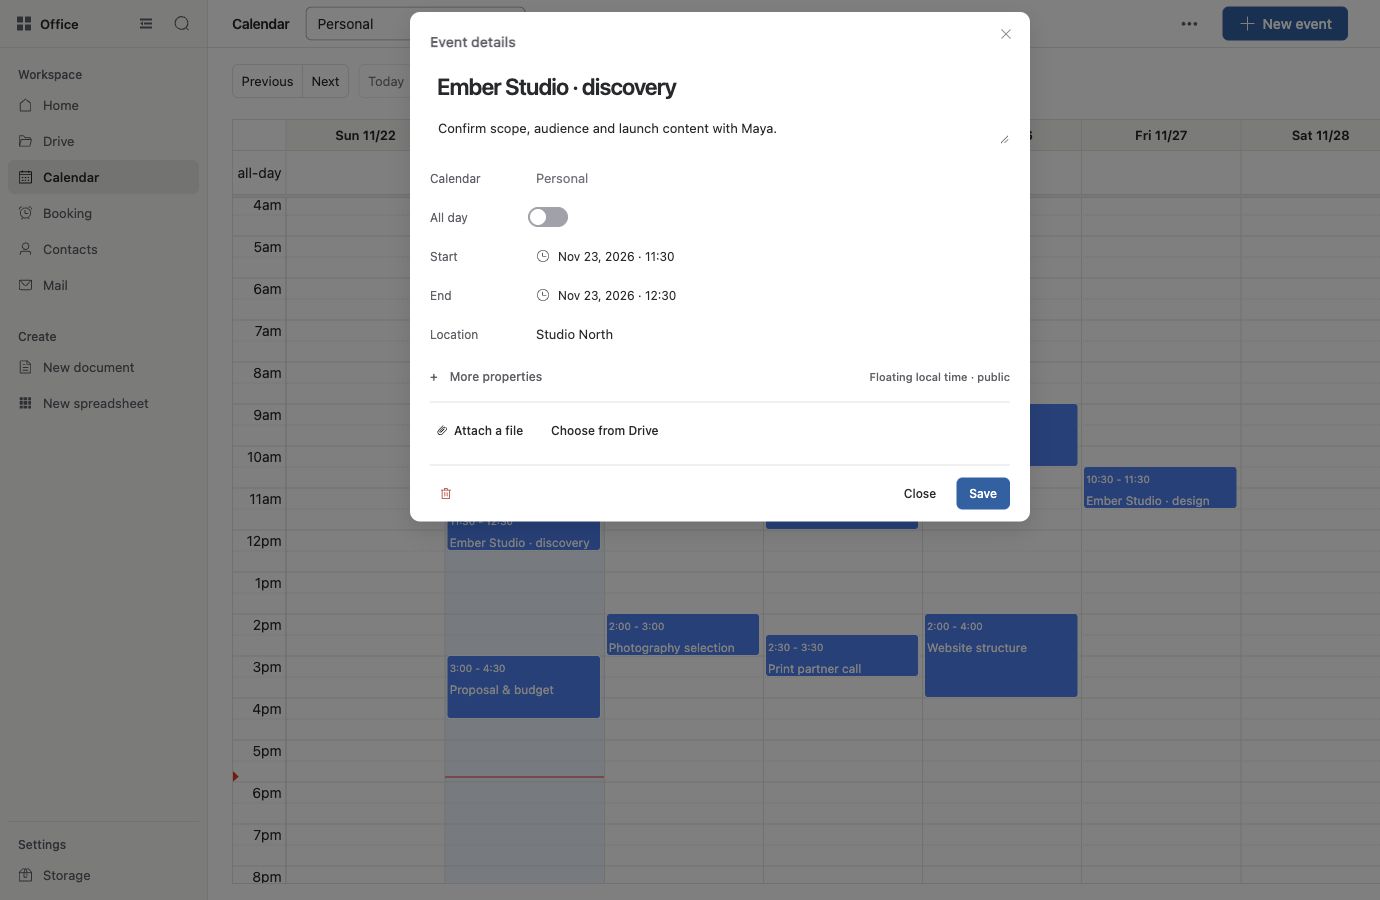 Office
Calendar
Personal
New event
Workspace
Home
Drive
Calendar
Booking
Contacts
Mail
Create
New document
New spreadsheet
Settings
Storage
Previous
Next
Today
Sun 11/22
Fri 11/27
Sat 11/28
all-day
4am
5am
6am
7am
8am
9am
10am
11am
12pm
1pm
2pm
3pm
4pm
5pm
6pm
7pm
8pm
Event details
Ember Studio · discovery
Confirm scope, audience and launch content with Maya.
Calendar Personal
All day
Start Nov 23, 2026 · 11:30
End Nov 23, 2026 · 12:30
Location Studio North
+ More properties
Floating local time · public
Attach a file
Choose from Drive
Close
Save
11:30 - 12:30
Ember Studio · discovery
3:00 - 4:30
Proposal & budget
2:00 - 3:00
Photography selection
2:30 - 3:30
Print partner call
2:00 - 4:00
Website structure
10:30 - 11:30
Ember Studio · design